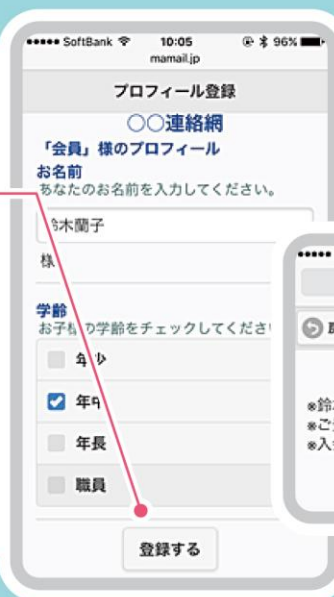 SoftBank 10:05 96%
mamail.jp
プロフィール登録
〇〇連絡網
「会員」様のプロフィール
お名前
あなたのお名前を入力してください。
鈴木蘭子
様
学齢
お子様の学齢をチェックしてくださ
年少
年中
年長
職員
登録する
※鈴
※ご
※入